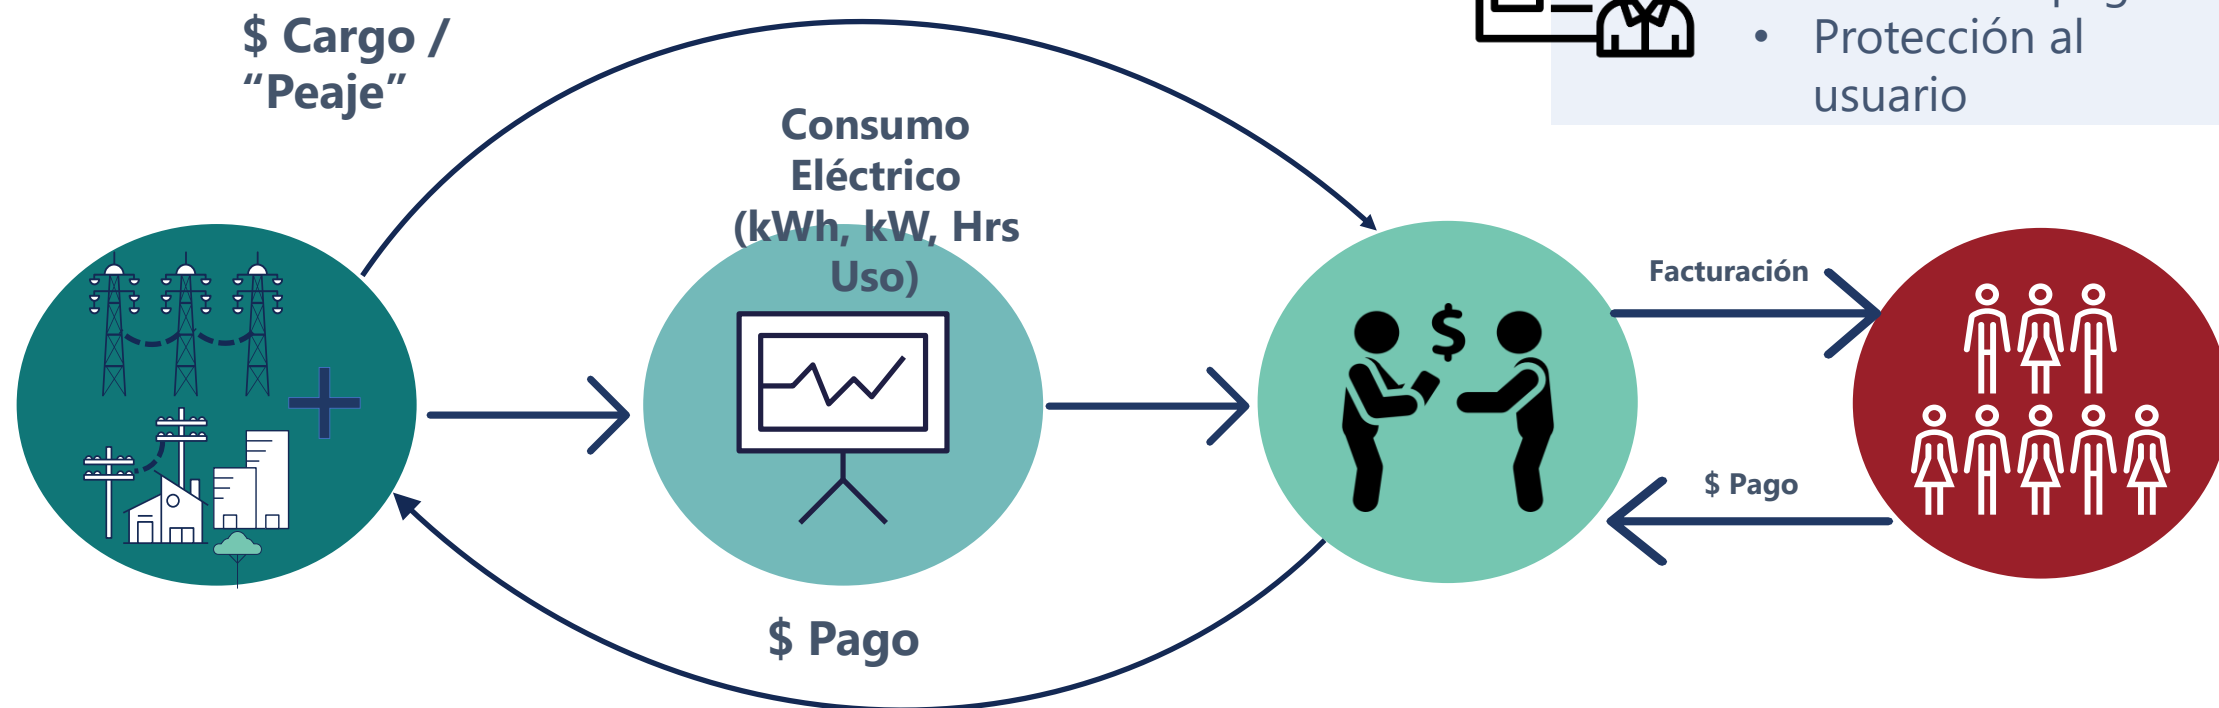 $ Cargo /
“Peaje”
• Protección al
usuario
Consumo
Eléctrico
(kWh, kW, Hrs
Uso)
Facturación
$
$ Pago
$ Pago